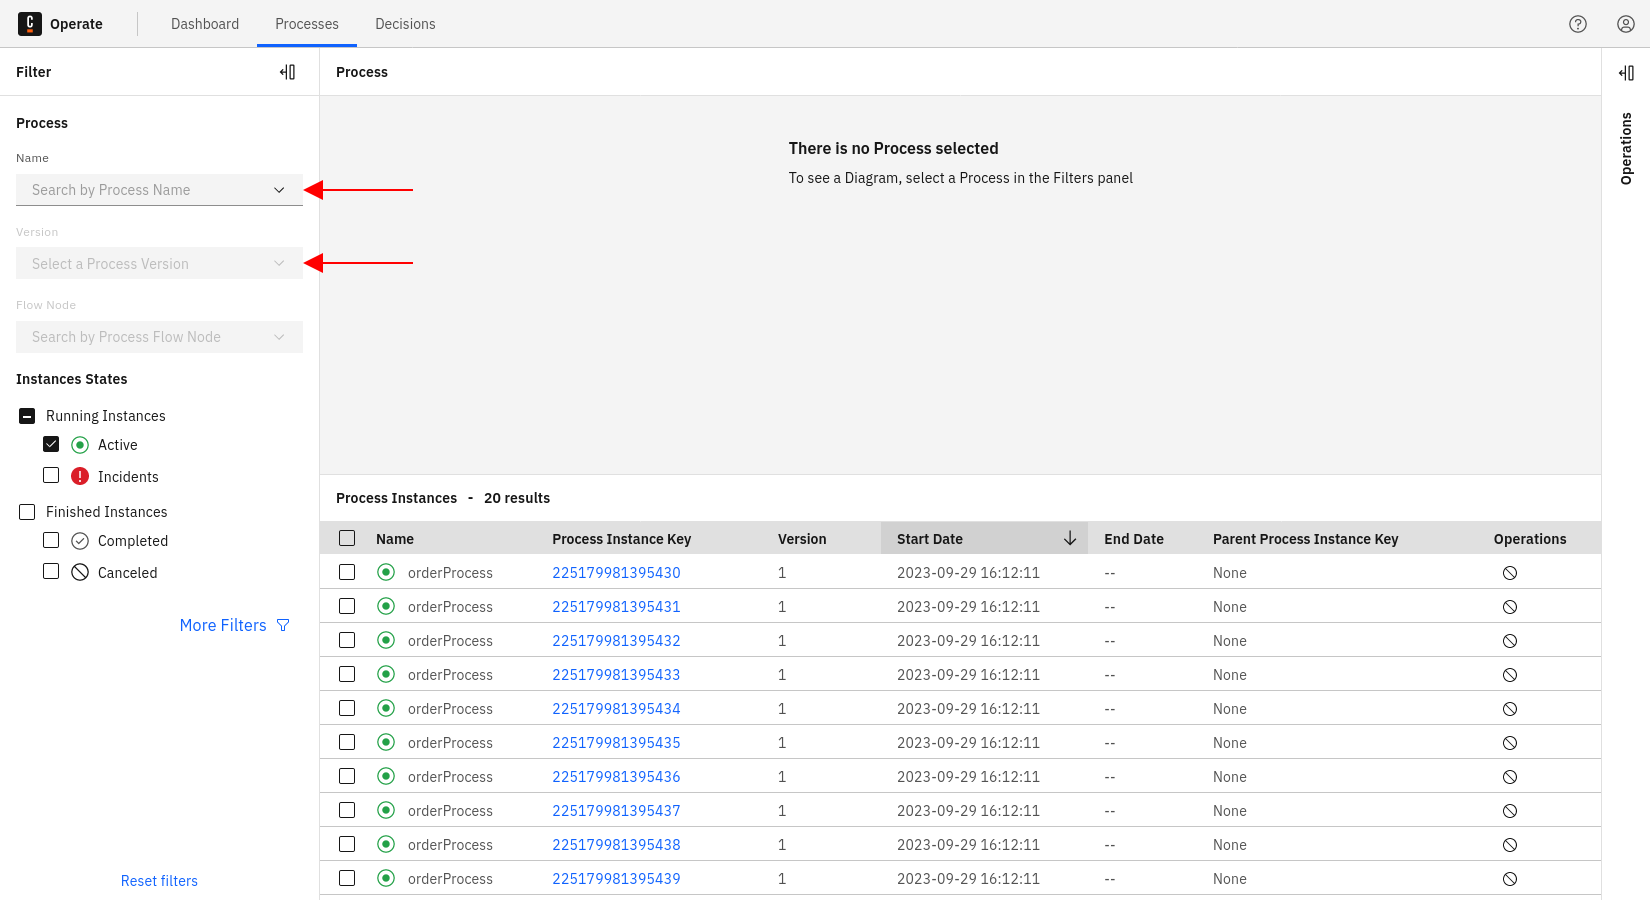 Operate Dashboard Processes Decisions
Filter
Process
Name
Search by Process Name
Version
Select a Process Version
Flow Node
Search by Process Flow Node
Instances States
Running Instances
Active
Incidents
Finished Instances
Completed
Canceled
More Filters
Reset filters
Process
There is no Process selected
To see a Diagram, select a Process in the Filters panel
Process Instances - 20 results
Name Process Instance Key Version Start Date End Date Parent Process Instance Key Operations
orderProcess 225179981395430 1 2023-09-29 16:12:11 -- None
orderProcess 225179981395431 1 2023-09-29 16:12:11 -- None
orderProcess 225179981395432 1 2023-09-29 16:12:11 -- None
orderProcess 225179981395433 1 2023-09-29 16:12:11 -- None
orderProcess 225179981395434 1 2023-09-29 16:12:11 -- None
orderProcess 225179981395435 1 2023-09-29 16:12:11 -- None
orderProcess 225179981395436 1 2023-09-29 16:12:11 -- None
orderProcess 225179981395437 1 2023-09-29 16:12:11 -- None
orderProcess 225179981395438 1 2023-09-29 16:12:11 -- None
orderProcess 225179981395439 1 2023-09-29 16:12:11 -- None
Operations